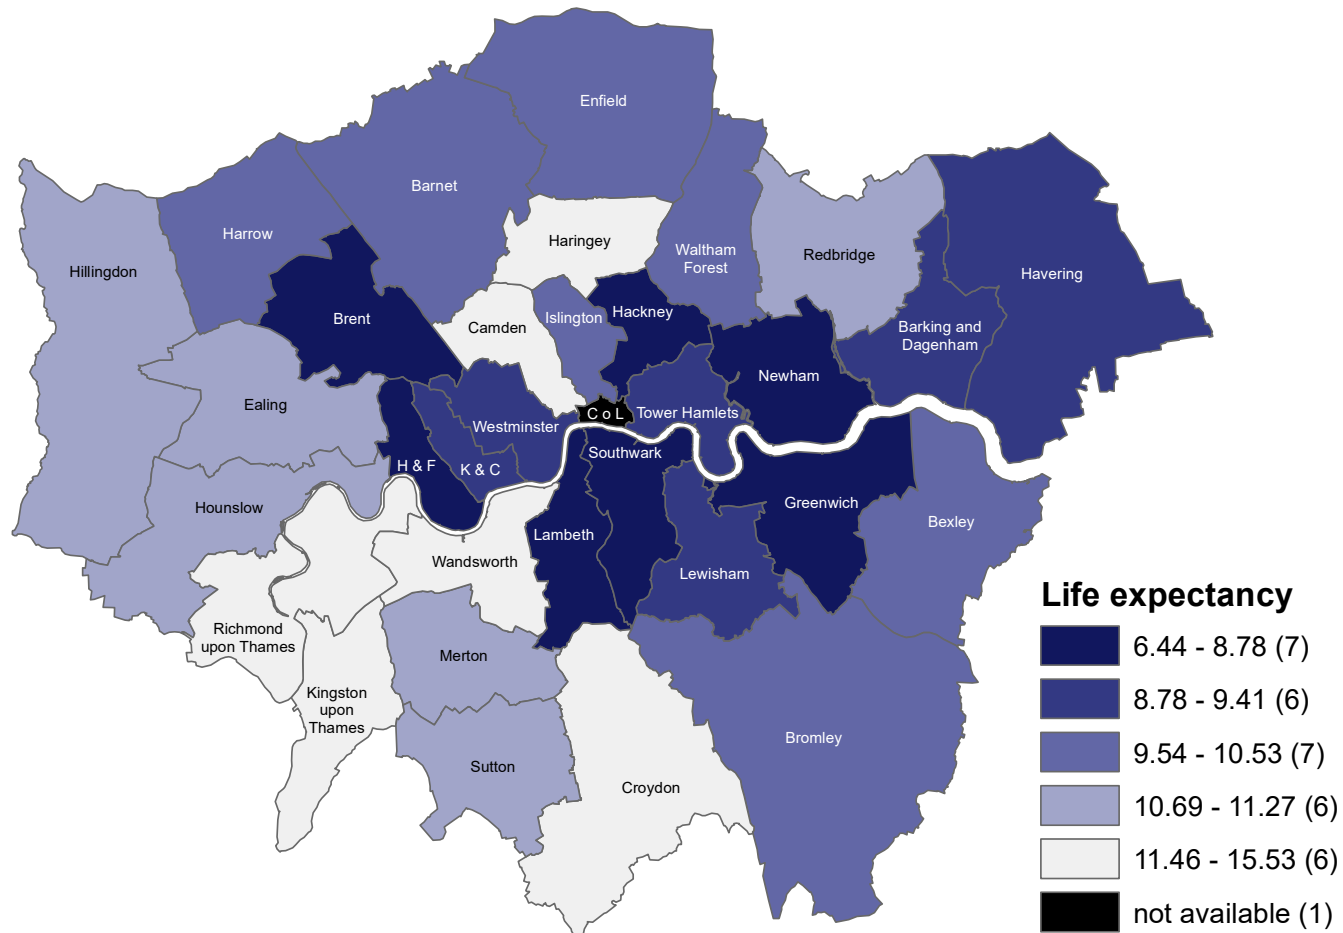 Enfield
Barnet
Harrow
Haringey
Waltham
Forest
Redbridge
Havering
Hillingdon
Brent
Camden
Islington
Hackney
Barking and
Dagenham
Newham
Ealing
Westminster
C o L
Tower Hamlets
H & F
K & C
Southwark
Hounslow
Greenwich
Bexley
Lambeth
Wandsworth
Lewisham
Richmond
upon Thames
Merton
Kingston
upon
Thames
Sutton
Croydon
Bromley
Life expectancy
6.44 - 8.78 (7)
8.78 - 9.41 (6)
9.54 - 10.53 (7)
10.69 - 11.27 (6)
11.46 - 15.53 (6)
not available (1)